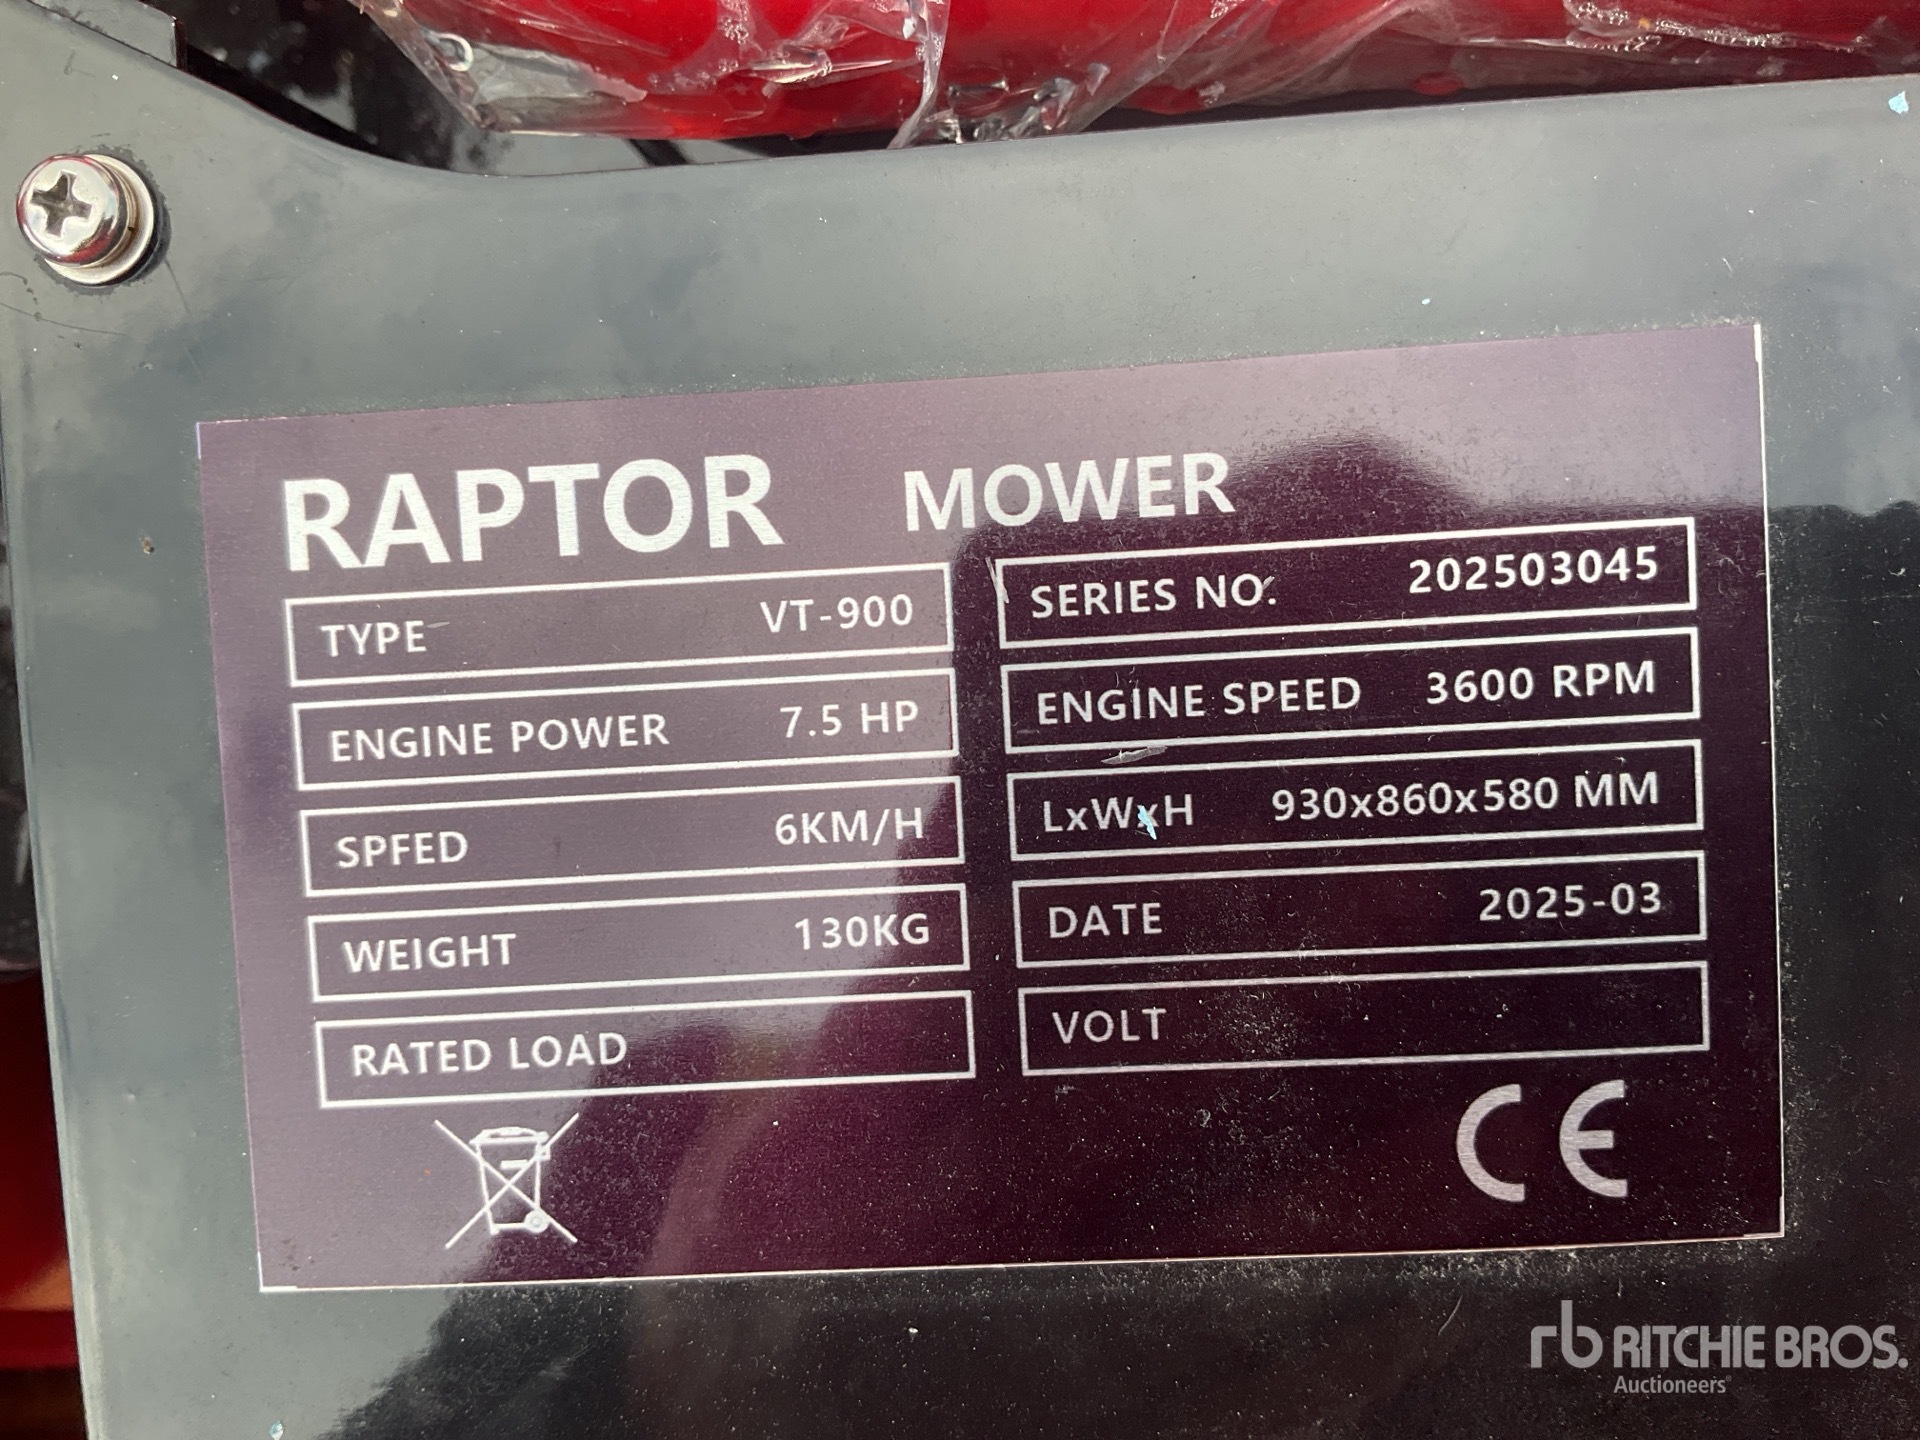 RAPTOR MOWER
TYPE VT-900
SERIES NO. 202503045
ENGINE POWER 7.5 HP
ENGINE SPEED 3600 RPM
SPFED 6KM/H
LxWxH 930x860x580 MM
WEIGHT 130KG
DATE 2025-03
RATED LOAD
VOLT
CE
rb RITCHIE BROS.
Auctioneers